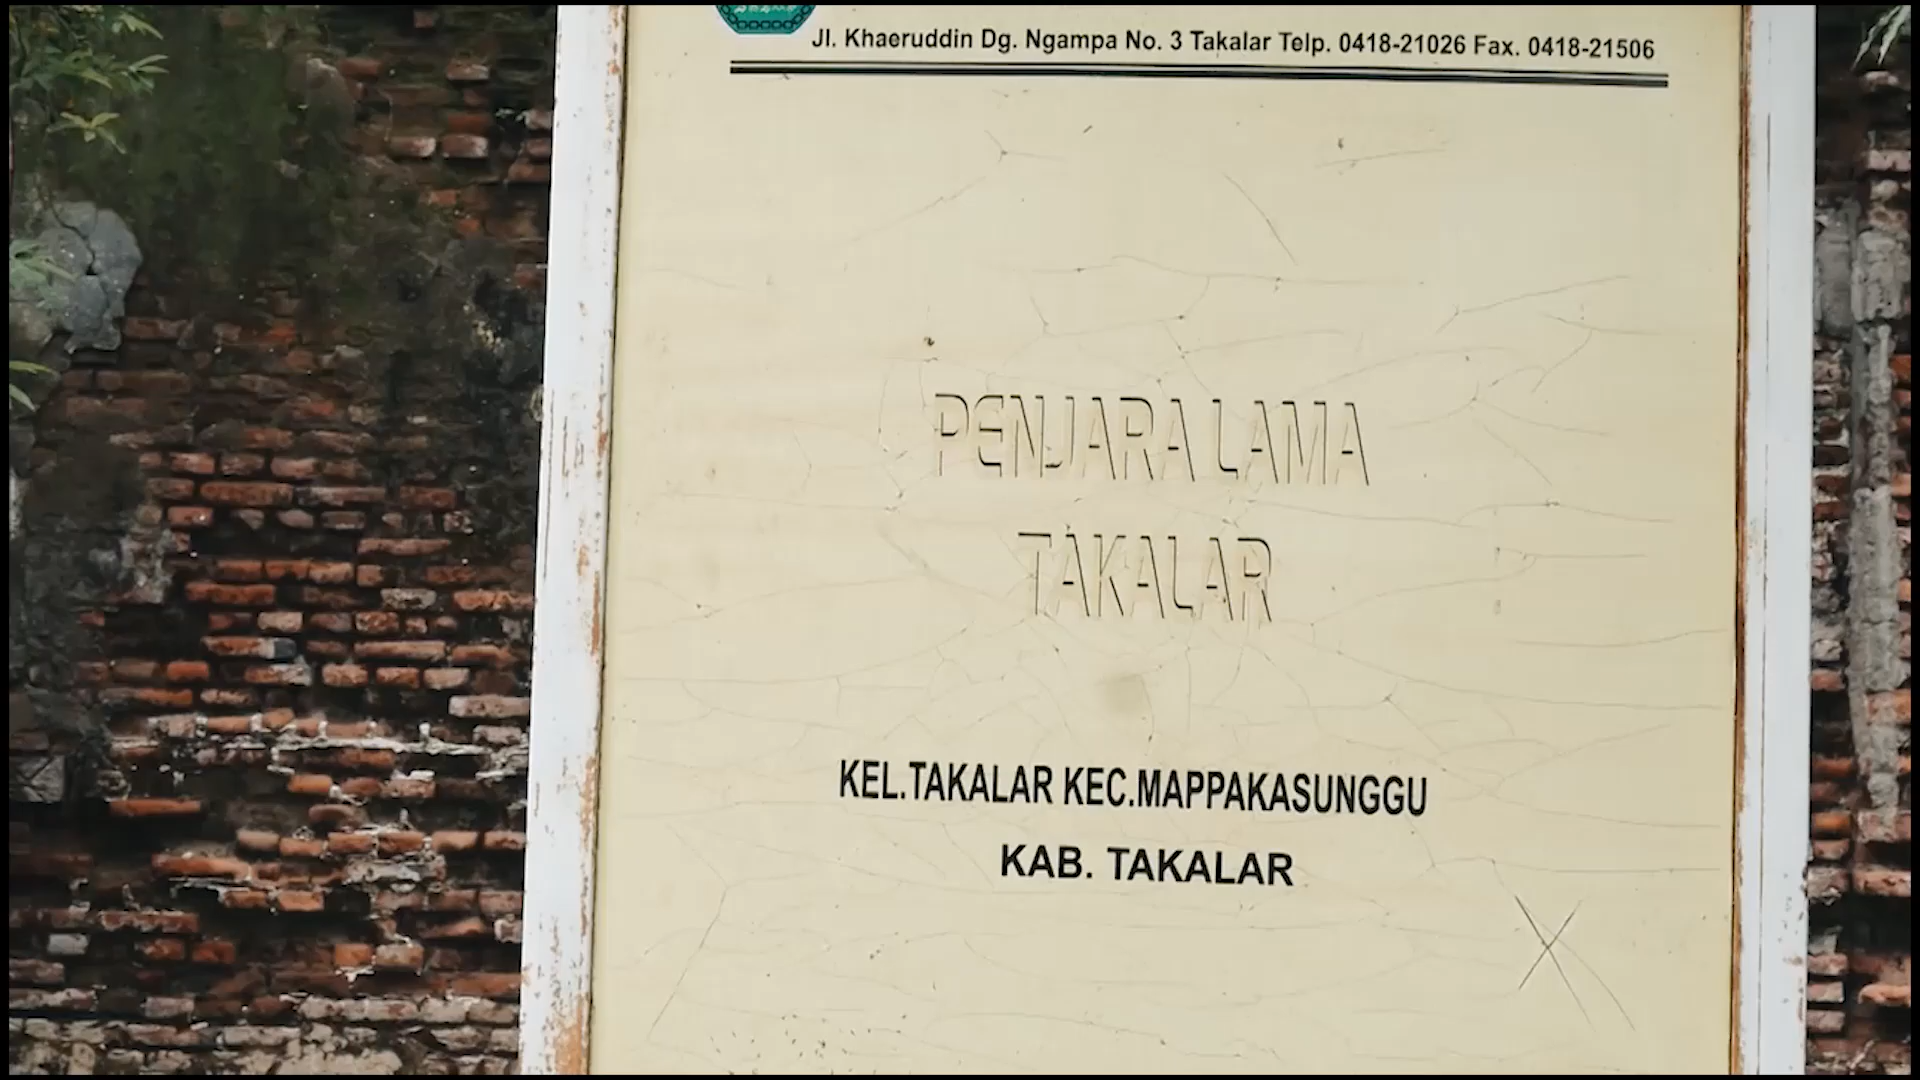 Jl. Khaeruddin Dg. Ngampa No. 3 Takalar Telp. 0418-21026 Fax. 0418-21506
PENJARA LAMA
TAKALAR
KEL.TAKALAR KEC.MAPPAKASUNGGU
KAB. TAKALAR